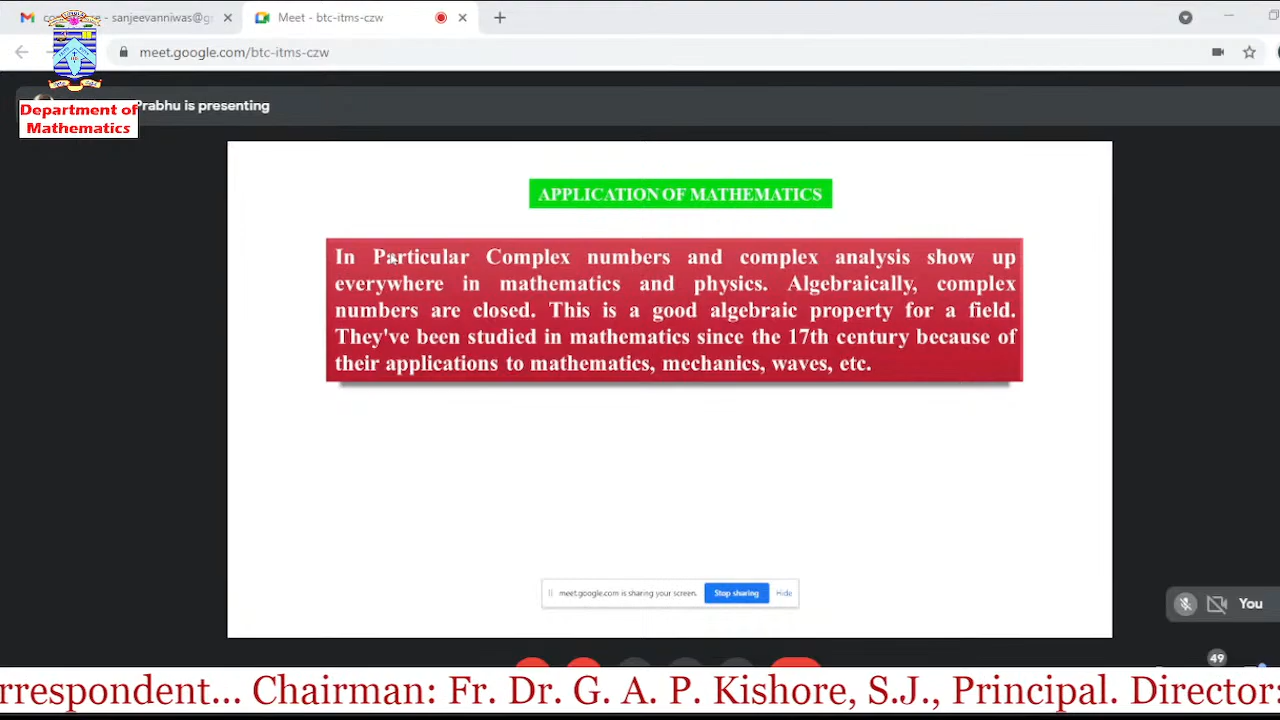 sanjeevanniwas@g
Meet - btc-itms-czw
meet.google.com/btc-itms-czw
Department of
Mathematics
Prabhu is presenting
APPLICATION OF MATHEMATICS
In Particular Complex numbers and complex analysis show up
everywhere in mathematics and physics. Algebraically, complex
numbers are closed. This is a good algebraic property for a field.
They've been studied in mathematics since the 17th century because of
their applications to mathematics, mechanics, waves, etc.
meet.google.com is sharing your screen. Stop sharing Hide
You
49
rrespondent... Chairman: Fr. Dr. G. A. P. Kishore, S.J., Principal. Director: